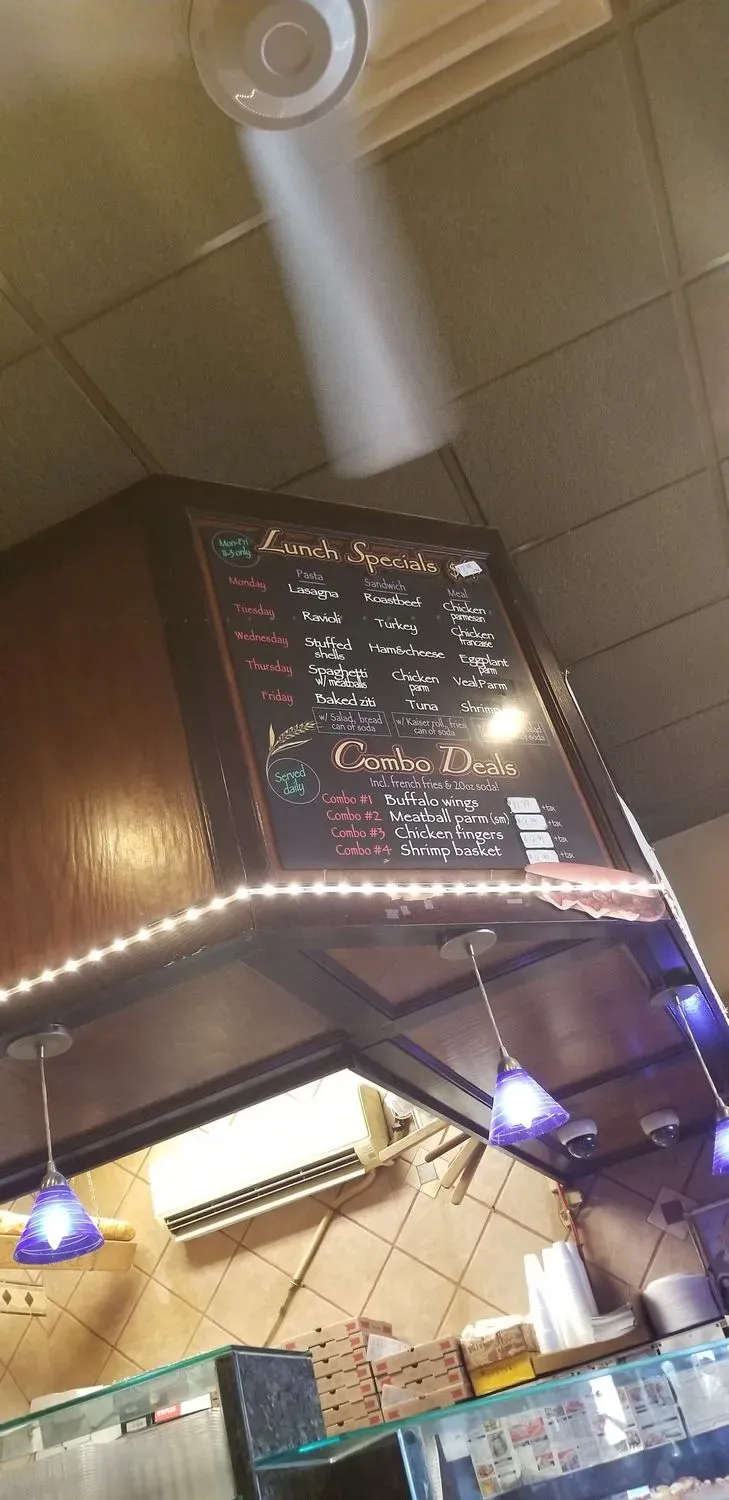 Mon-Fri
11-3 only
Lunch Specials $
Pasta Sandwich Meal
Monday Lasagna Roastbeef Chicken parmesan
Tuesday Ravioli Turkey Chicken francaise
Wednesday Stuffed shells Ham&cheese Eggplant parm
Thursday Spaghetti w/ meatballs Chicken parm Veal Parm
Friday Baked ziti Tuna Shrimp
w/ Salad, bread w/ Kaiser roll, fries
can of soda can of soda soda
Combo Deals
Served
daily
Incl. french fries & 20oz soda!
Combo #1 Buffalo wings +tax
Combo #2 Meatball parm (sm) +tax
Combo #3 Chicken fingers +tax
Combo #4 Shrimp basket +tax